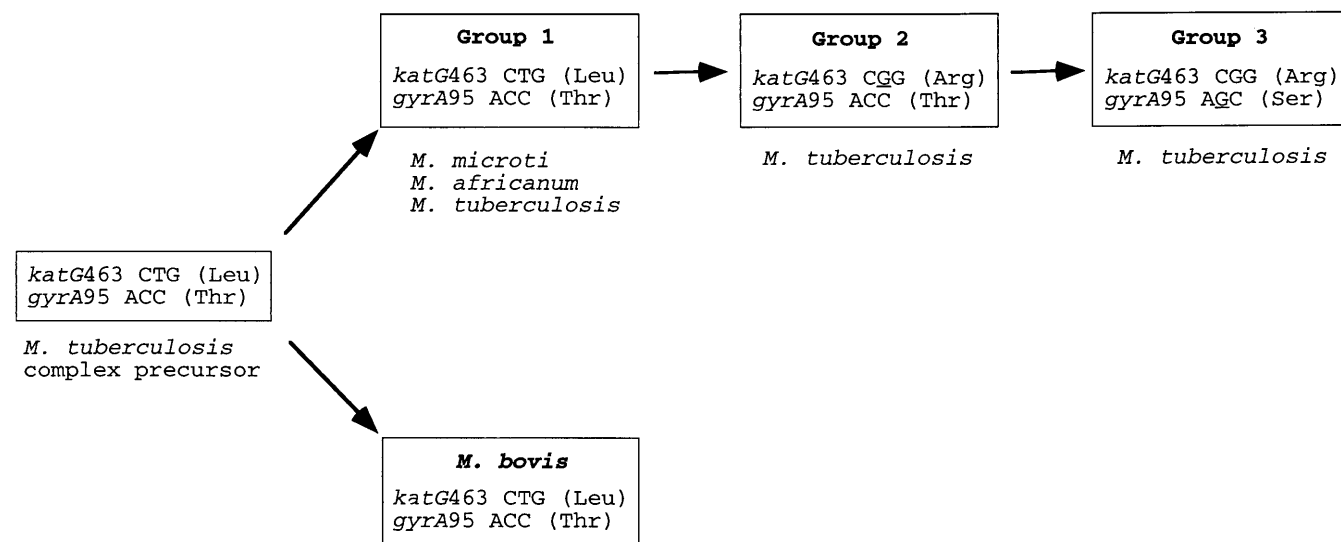 Group 1
katG463 CTG (Leu)
gyrA95 ACC (Thr)
M. microti
M. africanum
M. tuberculosis
Group 2
katG463 CGG (Arg)
gyrA95 ACC (Thr)
M. tuberculosis
Group 3
katG463 CGG (Arg)
gyrA95 AGC (Ser)
M. tuberculosis
katG463 CTG (Leu)
gyrA95 ACC (Thr)
M. tuberculosis
complex precursor
M. bovis
katG463 CTG (Leu)
gyrA95 ACC (Thr)